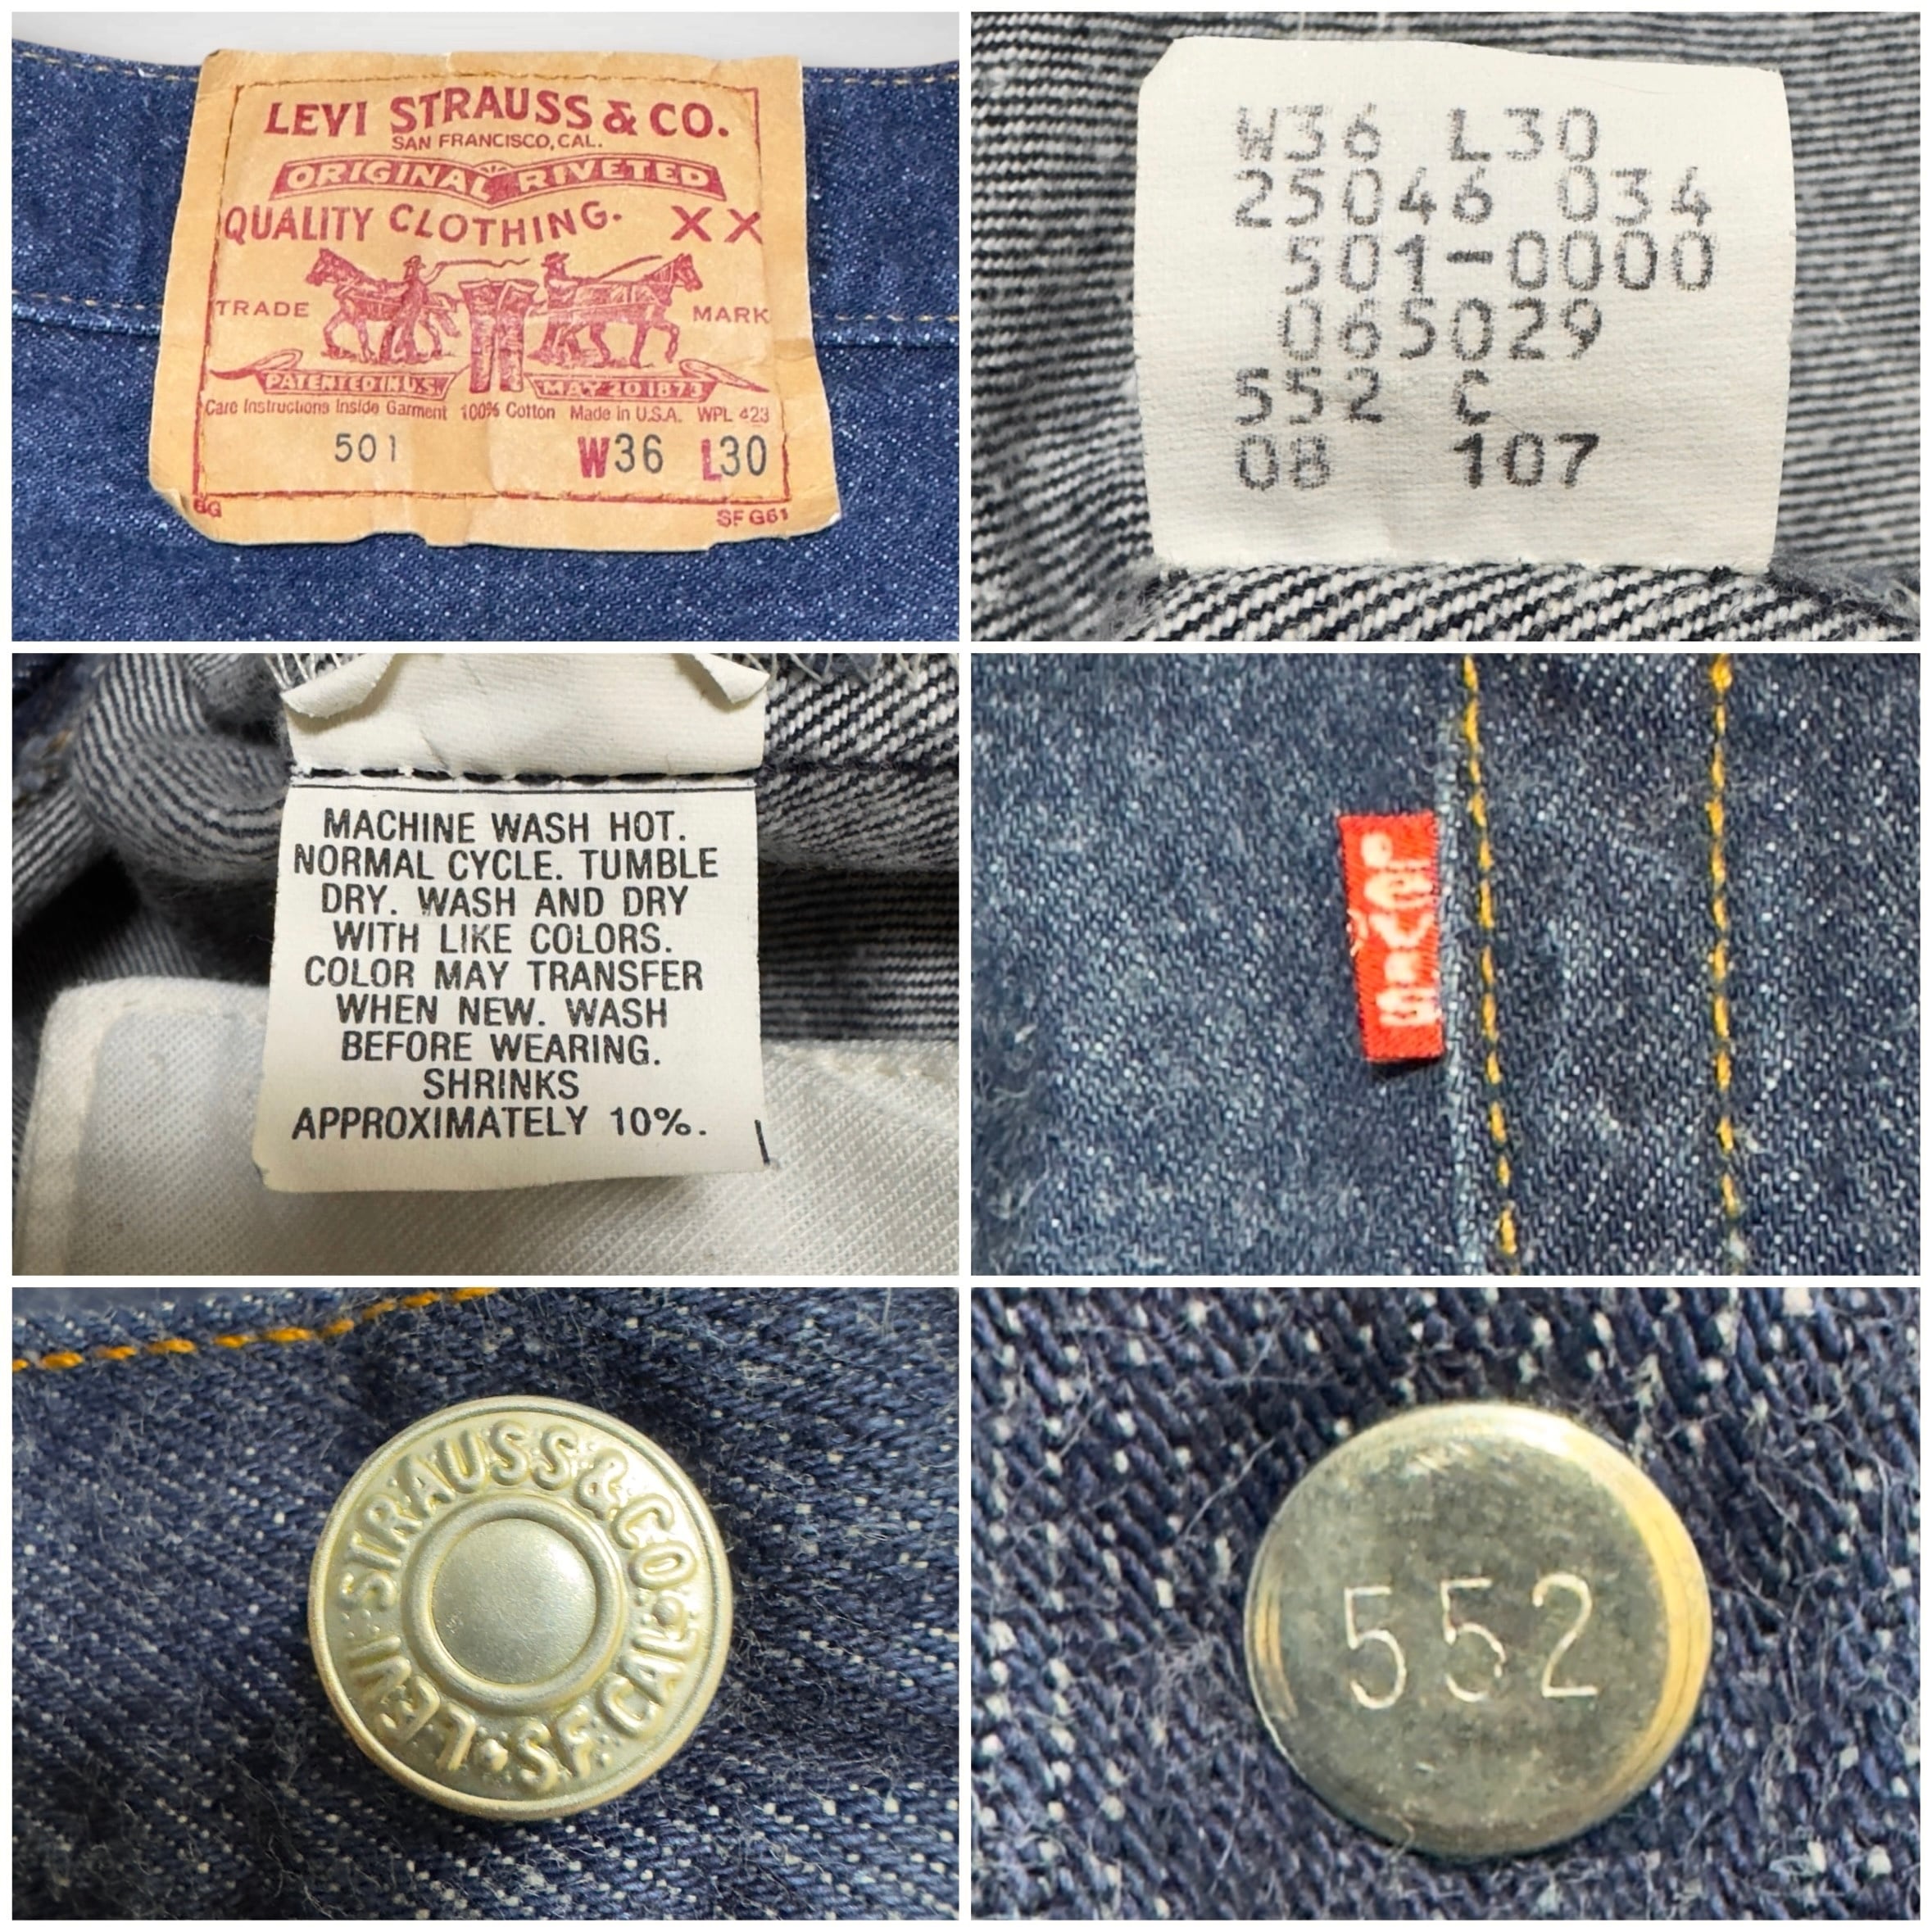 LEVI STRAUSS & CO.
SAN FRANCISCO, CAL.
ORIGINAL RIVETED
QUALITY CLOTHING. XX
TRADE MARK
PATENTED IN U.S. MAY 20 1873
Care Instructions Inside Garment 100% Cotton Made in U.S.A. WPL 423
501 W36 L30
SF G61
W36 L30
25046 034
501-0000
065029
552 C
08 107
MACHINE WASH HOT.
NORMAL CYCLE. TUMBLE
DRY. WASH AND DRY
WITH LIKE COLORS.
COLOR MAY TRANSFER
WHEN NEW. WASH
BEFORE WEARING.
SHRINKS
APPROXIMATELY 10%.
Levi's
LEVI STRAUSS & CO. S.F. CAL.
552